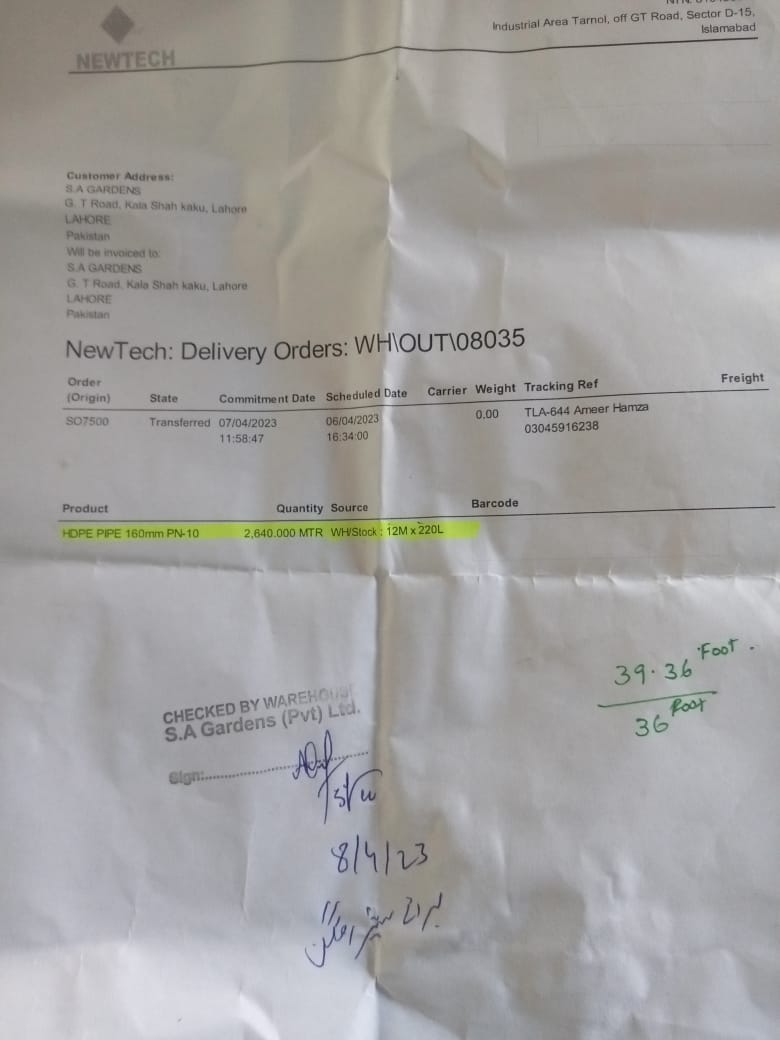 NEWTECH
Industrial Area Tarnol, off GT Road, Sector D-15,
Islamabad
Customer Address:
S.A GARDENS
G. T Road, Kala Shah kaku, Lahore
LAHORE
Pakistan
Will be invoiced to:
S.A GARDENS
G. T Road, Kala Shah kaku, Lahore
LAHORE
Pakistan
NewTech: Delivery Orders: WH\OUT\08035
Order
(Origin) State Commitment Date Scheduled Date Carrier Weight Tracking Ref Freight
SO7500 Transferred 07/04/2023 06/04/2023 0.00 TLA-644 Ameer Hamza
11:58:47 16:34:00 03045916238
Product Quantity Source Barcode
HDPE PIPE 160mm PN-10 2,640.000 MTR WH/Stock : 12M x 220L
39.36 Foot.
36 Foot
CHECKED BY WAREHOUSE
S.A Gardens (Pvt) Ltd.
Sign:
8/4/23